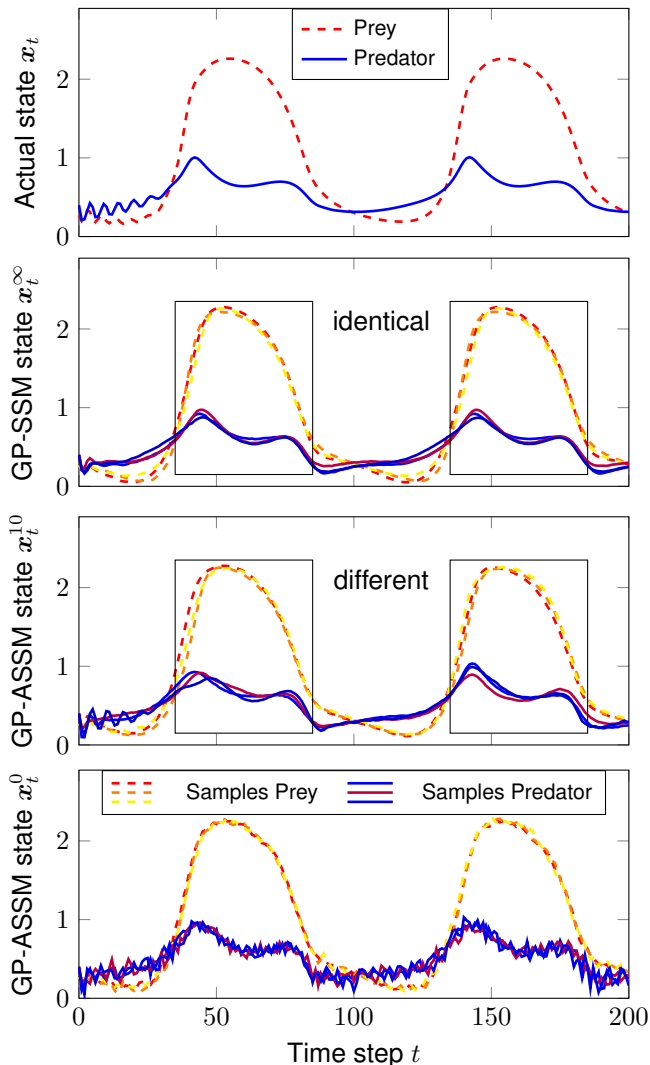 Actual state x_t
2
1
0
Prey
Predator
GP-SSM state x_t^∞
2
1
0
identical
GP-ASSM state x_t^10
2
1
0
different
GP-ASSM state x_t^0
2
1
0
Samples Prey Samples Predator
0 50 100 150 200
Time step t